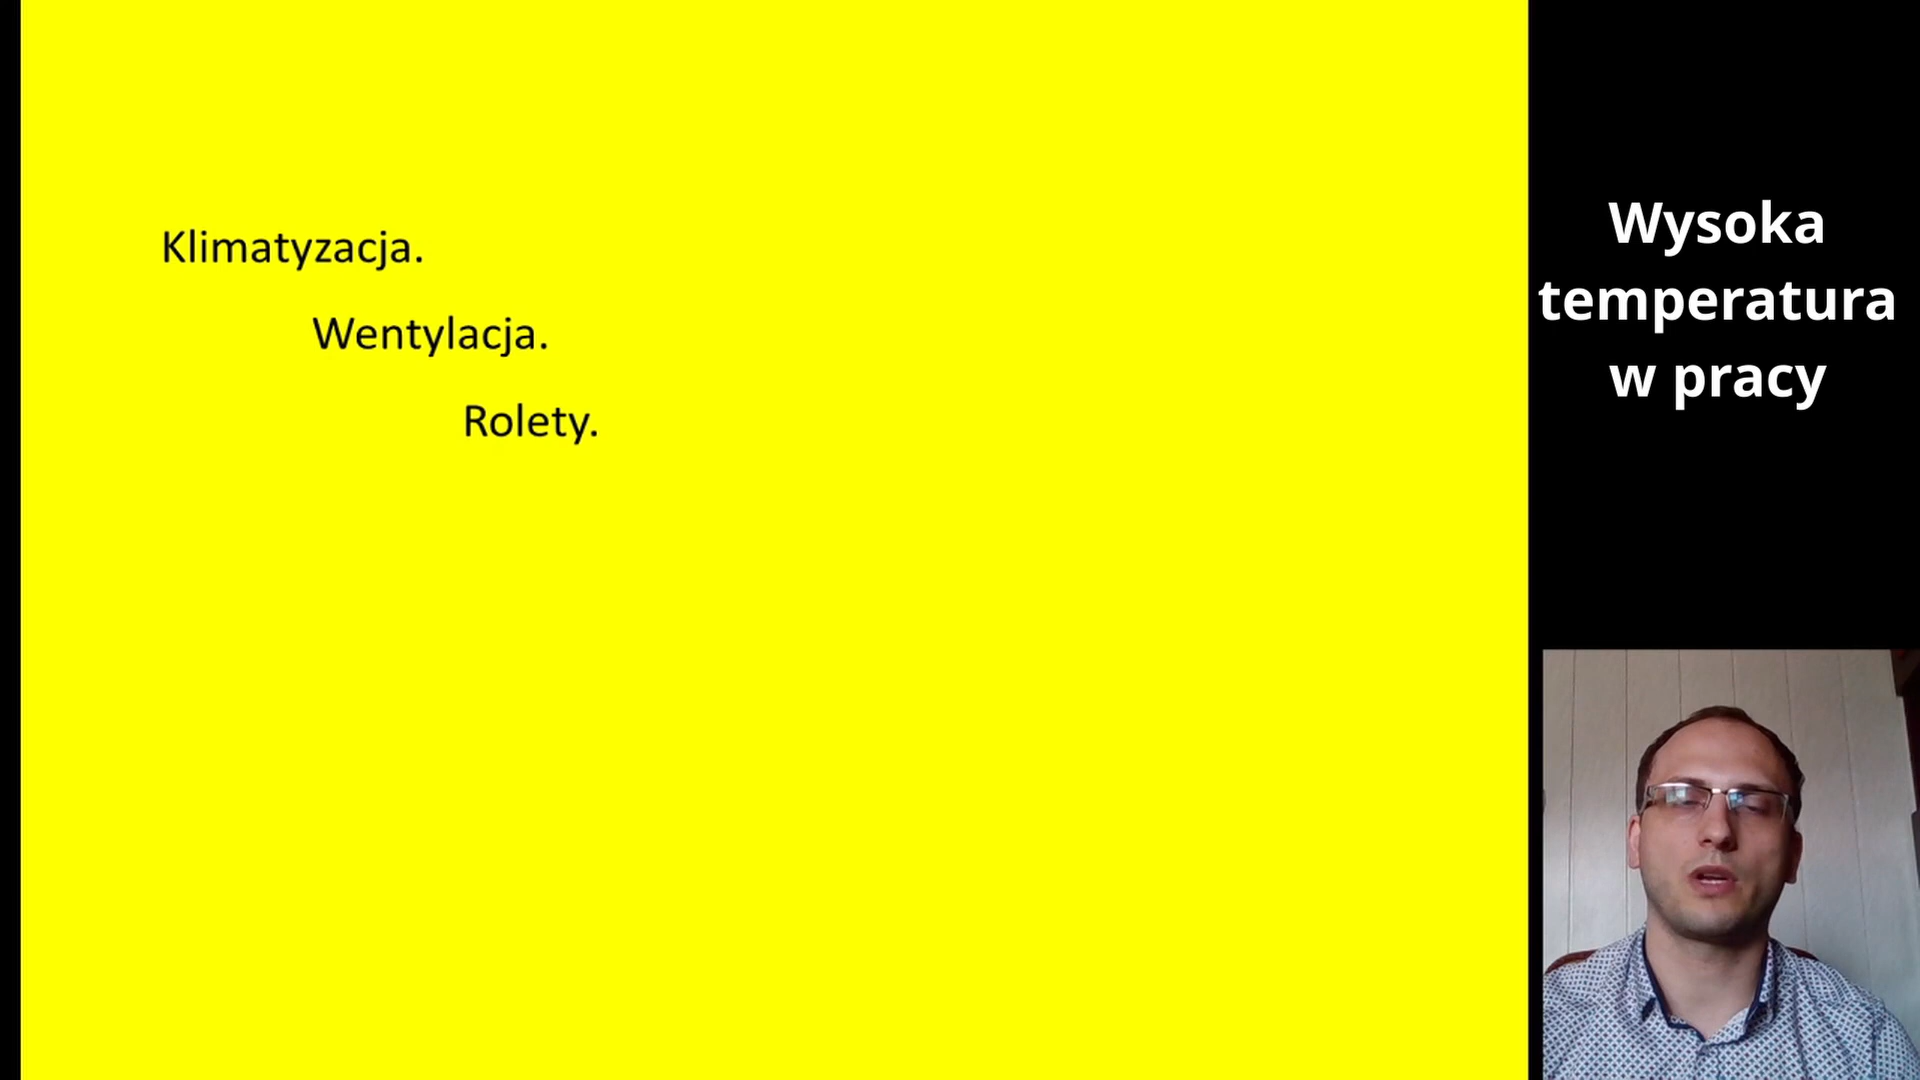 Klimatyzacja.
Wentylacja.
Rolety.
Wysoka
temperatura
w pracy